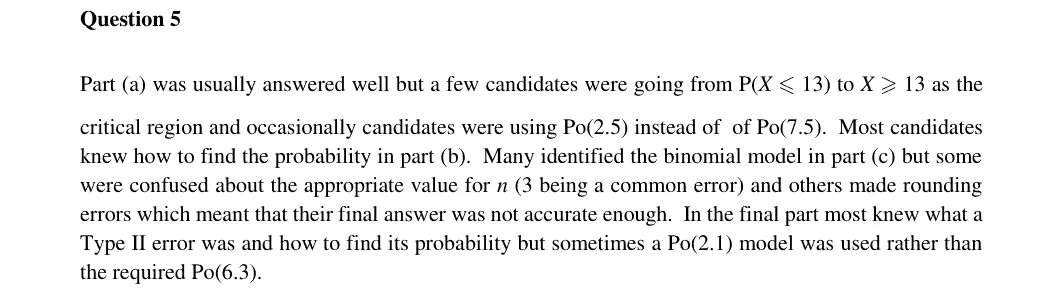 Question 5
Part (a) was usually answered well but a few candidates were going from P(X ⩽ 13) to X ⩾ 13 as the
critical region and occasionally candidates were using Po(2.5) instead of of Po(7.5). Most candidates
knew how to find the probability in part (b). Many identified the binomial model in part (c) but some
were confused about the appropriate value for n (3 being a common error) and others made rounding
errors which meant that their final answer was not accurate enough. In the final part most knew what a
Type II error was and how to find its probability but sometimes a Po(2.1) model was used rather than
the required Po(6.3).